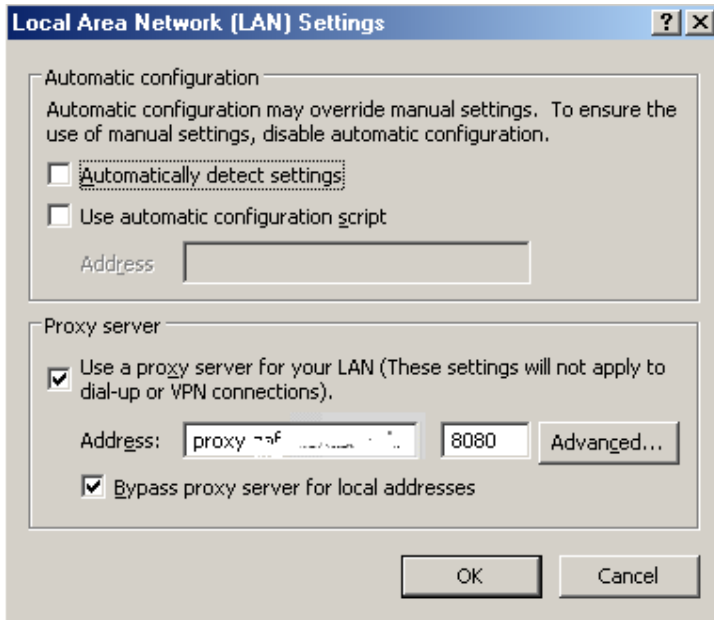 Local Area Network (LAN) Settings
Automatic configuration
Automatic configuration may override manual settings. To ensure the
use of manual settings, disable automatic configuration.
Automatically detect settings
Use automatic configuration script
Address
Proxy server
Use a proxy server for your LAN (These settings will not apply to
dial-up or VPN connections).
Address: proxy 8080 Advanced...
Bypass proxy server for local addresses
OK Cancel